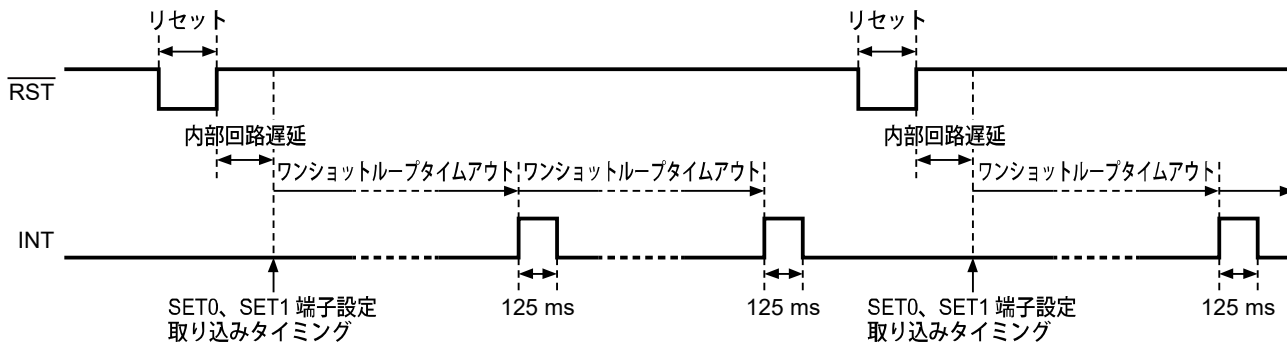 リセット
リセット
RST
内部回路遅延
内部回路遅延
ワンショットループタイムアウト
ワンショットループタイムアウト
ワンショットループタイムアウト
INT
125 ms
125 ms
125 ms
SET0、SET1 端子設定
取り込みタイミング
SET0、SET1 端子設定
取り込みタイミング